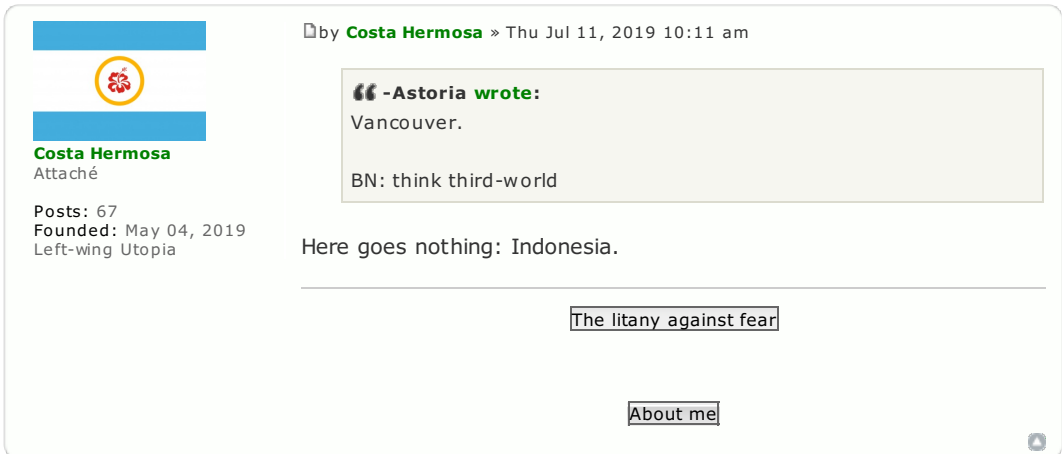 by Costa Hermosa » Thu Jul 11, 2019 10:11 am
-Astoria wrote:
Vancouver.
BN: think third-world
Costa Hermosa
Attaché
Posts: 67
Founded: May 04, 2019
Left-wing Utopia
Here goes nothing: Indonesia.
The litany against fear
About me